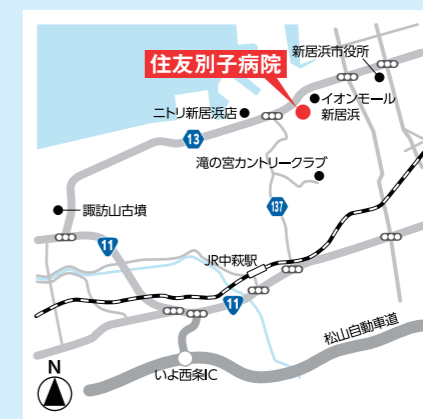 新居浜市役所
住友別子病院
イオンモール
新居浜
ニトリ新居浜店
13
滝の宮カントリークラブ
137
諏訪山古墳
11
JR中萩駅
11
松山自動車道
いよ西条IC
N